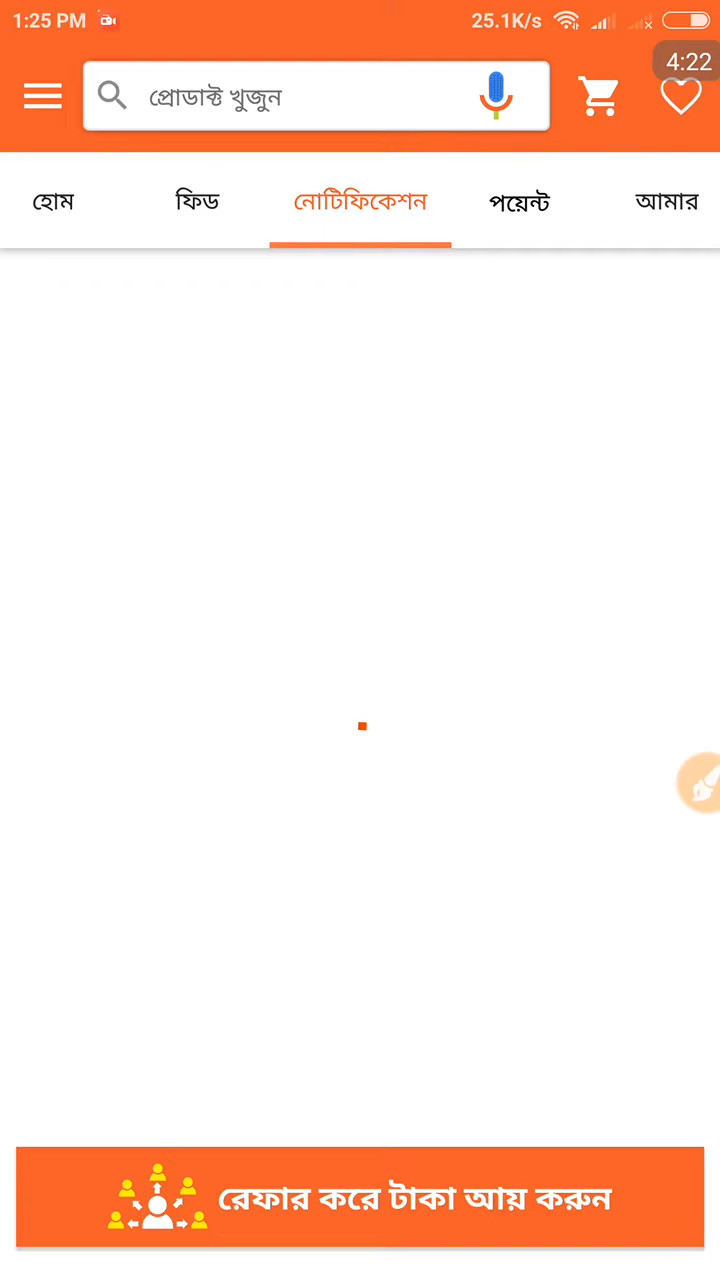 1:25 PM 25.1K/s
4:22
প্রোডাক্ট খুজুন
হোম ফিড নোটিফিকেশন পয়েন্ট আমার
রেফার করে টাকা আয় করুন